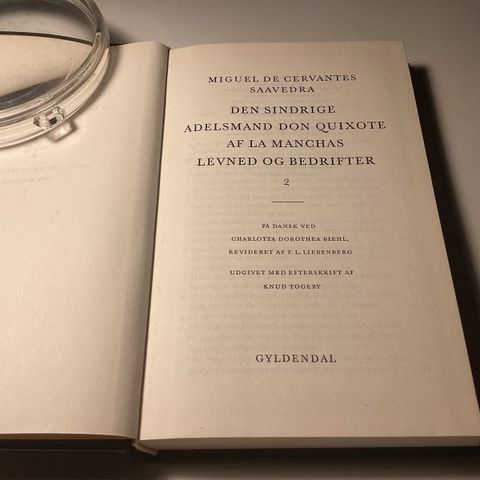 MIGUEL DE CERVANTES
SAAVEDRA
DEN SINDRIGE
ADELSMAND DON QUIXOTE
AF LA MANCHAS
LEVNED OG BEDRIFTER
2
PÅ DANSK VED
CHARLOTTA DOROTHEA BIEHL,
REVIDERET AF F. L. LIEBENBERG
UDGIVET MED EFTERSKRIFT AF
KNUD TOGEBY
GYLDENDAL